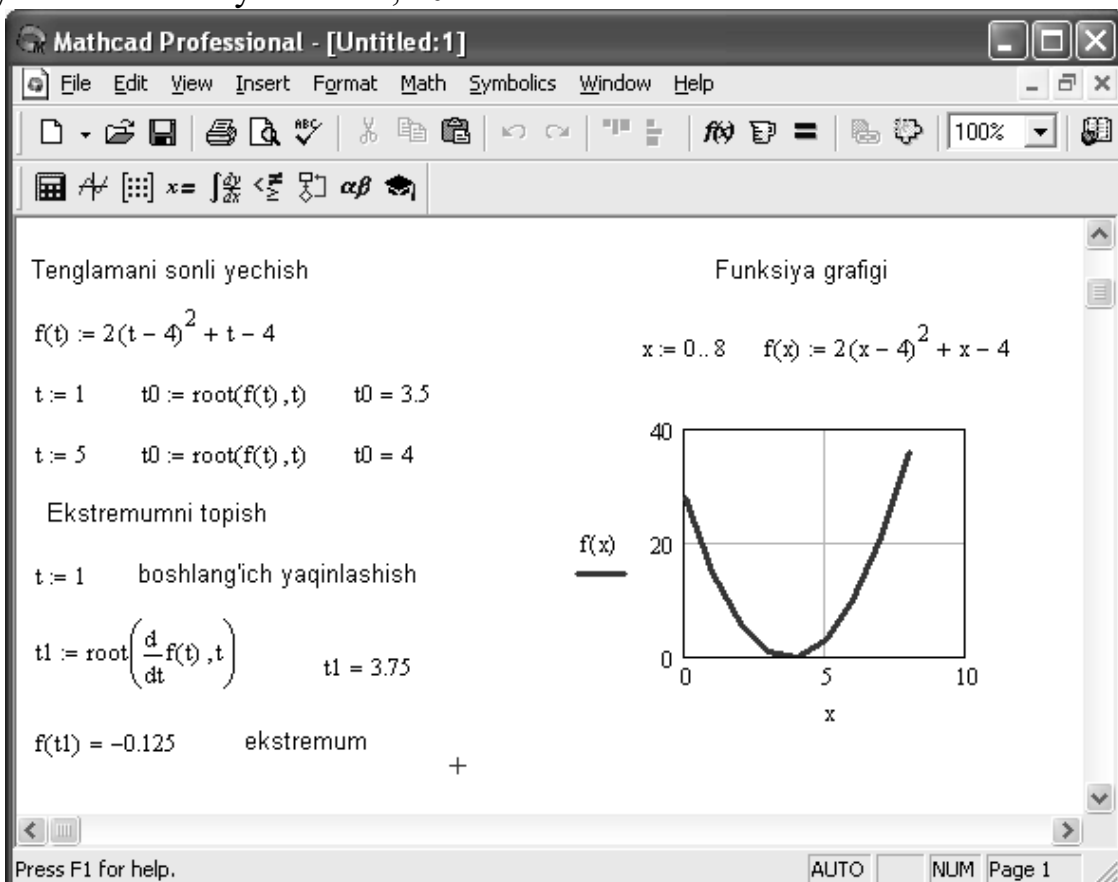 Mathcad Professional - [Untitled:1]
File Edit View Insert Format Math Symbolics Window Help
100%
x= αβ
Tenglamani sonli yechish
f(t) := 2(t − 4)² + t − 4
t := 1 t0 := root(f(t) ,t) t0 = 3.5
t := 5 t0 := root(f(t) ,t) t0 = 4
Ekstremumni topish
t := 1 boshlang'ich yaqinlashish
t1 := root(d/dt f(t) ,t) t1 = 3.75
f(t1) = −0.125 ekstremum
Funksiya grafigi
x := 0.. 8 f(x) := 2(x − 4)² + x − 4
40
f(x) 20
0
0 5 10
x
Press F1 for help. AUTO NUM Page 1